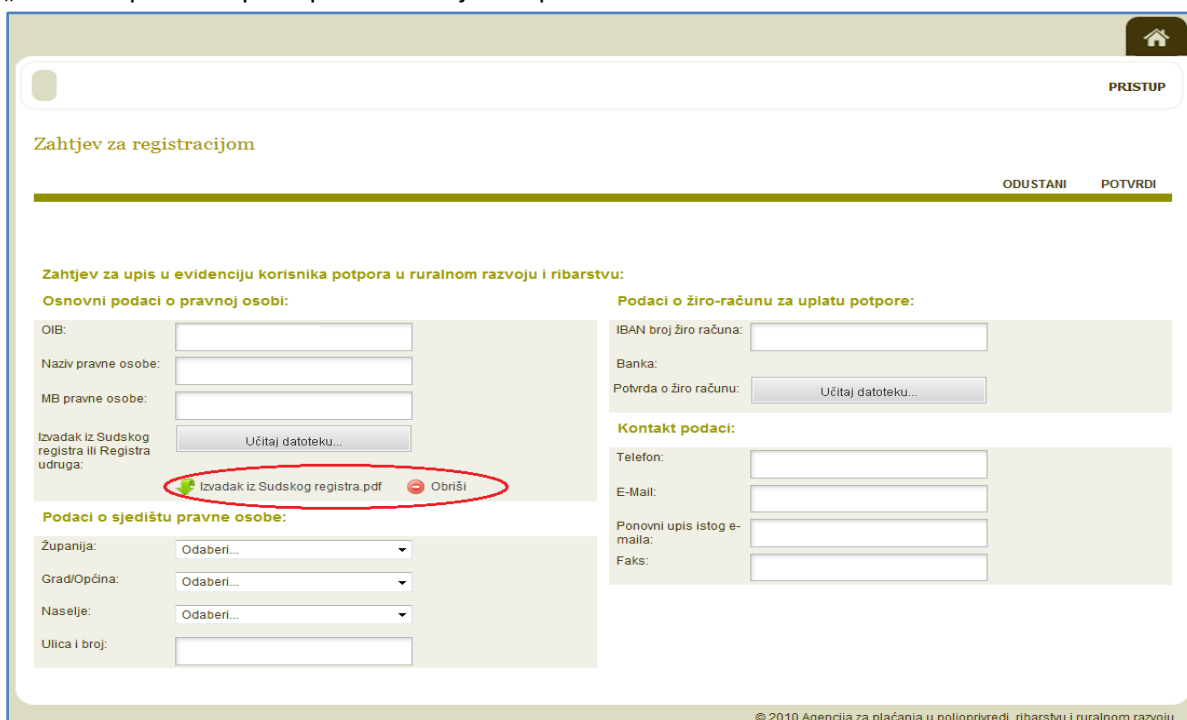 PRISTUP
Zahtjev za registracijom
ODUSTANI POTVRDI
Zahtjev za upis u evidenciju korisnika potpora u ruralnom razvoju i ribarstvu:
Osnovni podaci o pravnoj osobi:
OIB:
Naziv pravne osobe:
MB pravne osobe:
Izvadak iz Sudskog
registra ili Registra
udruga:
Učitaj datoteku...
Izvadak iz Sudskog registra.pdf Obriši
Podaci o sjedištu pravne osobe:
Županija: Odaberi...
Grad/Općina: Odaberi...
Naselje: Odaberi...
Ulica i broj:
Podaci o žiro-računu za uplatu potpore:
IBAN broj žiro računa:
Banka:
Potvrda o žiro računu: Učitaj datoteku...
Kontakt podaci:
Telefon:
E-Mail:
Ponovni upis istog e-
maila:
Faks:
© 2010 Agencija za plaćanja u poljoprivredi, ribarstvu i ruralnom razvoju